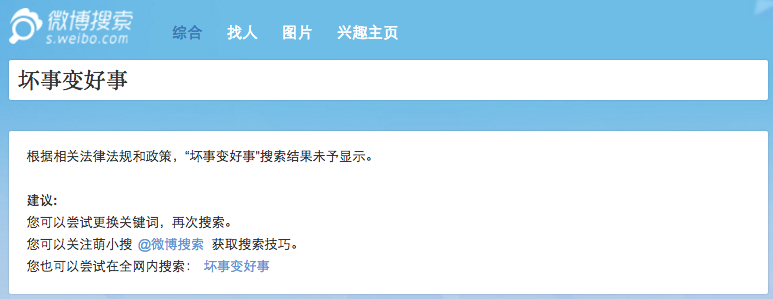 微博搜索
s.weibo.com
综合 找人 图片 兴趣主页
坏事变好事
根据相关法律法规和政策，“坏事变好事”搜索结果未予显示。
建议：
您可以尝试更换关键词，再次搜索。
您可以关注萌小搜 @微博搜索 获取搜索技巧。
您也可以尝试在全网内搜索： 坏事变好事